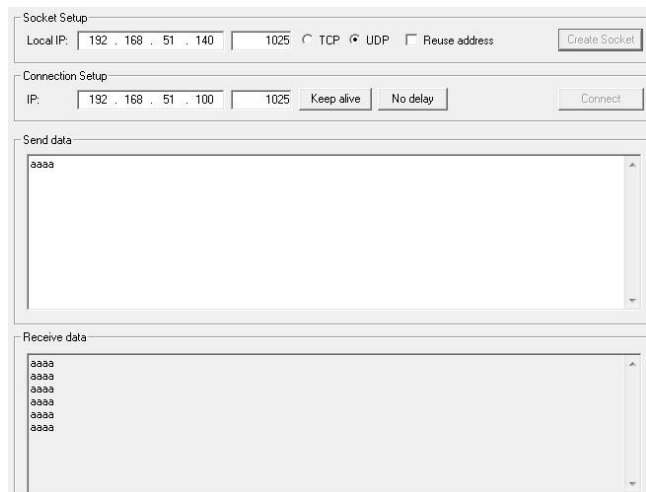 Socket Setup
Local IP: 192 . 168 . 51 . 140 1025 TCP UDP Reuse address Create Socket
Connection Setup
IP: 192 . 168 . 51 . 100 1025 Keep alive No delay Connect
Send data
aaaa
Receive data
aaaa
aaaa
aaaa
aaaa
aaaa
aaaa